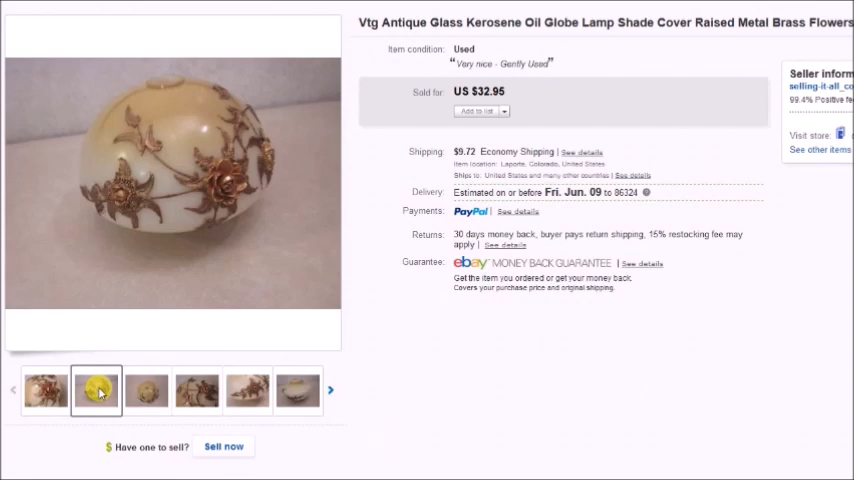 Vtg Antique Glass Kerosene Oil Globe Lamp Shade Cover Raised Metal Brass Flowers
Item condition: Used
"Very nice - Gently Used"
Sold for: US $32.95
Add to list
Shipping: $9.72 Economy Shipping | See details
Item location: Laporte, Colorado, United States
Ships to: United States and many other countries | See details
Delivery: Estimated on or before Fri. Jun. 09 to 86324
Payments: PayPal | See details
Returns: 30 days money back, buyer pays return shipping, 15% restocking fee may
apply | See details
Guarantee: ebay MONEY BACK GUARANTEE | See details
Get the item you ordered or get your money back.
Covers your purchase price and original shipping.
Seller inform
selling-it-all_co
99.4% Positive fe
Visit store:
See other items
$ Have one to sell? Sell now